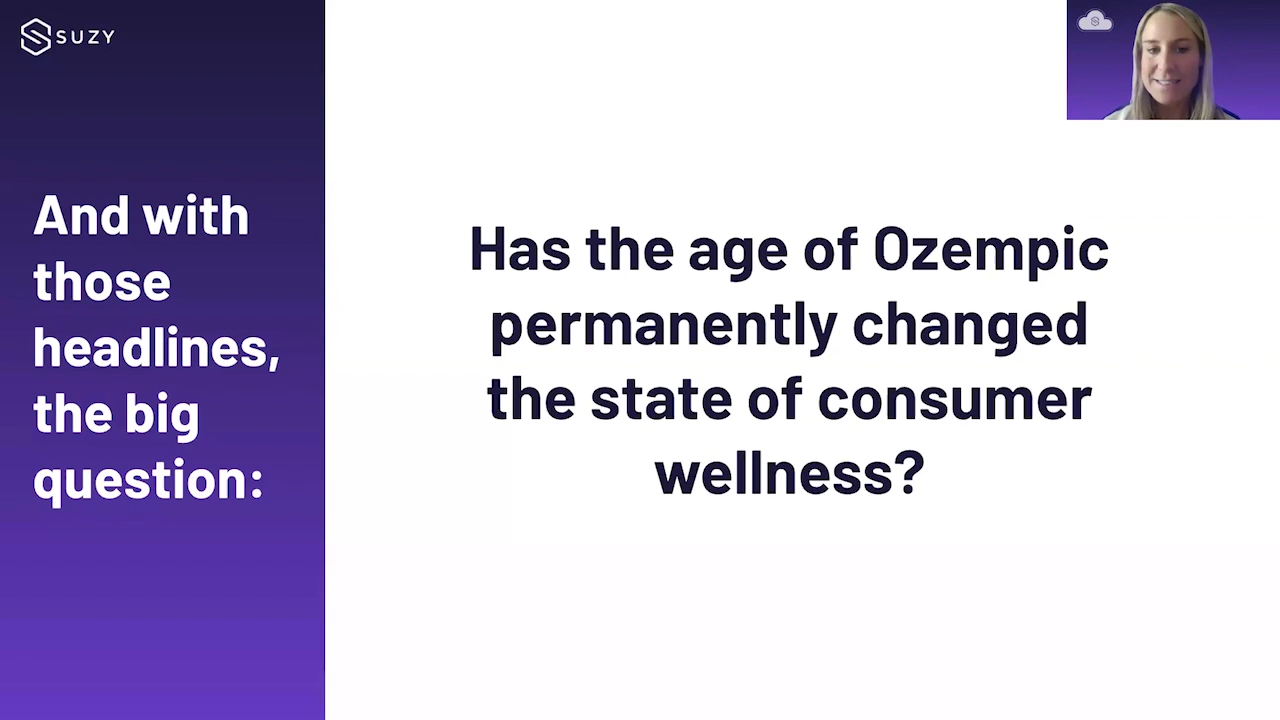 SUZY
And with
those
headlines,
the big
question:
Has the age of Ozempic
permanently changed
the state of consumer
wellness?